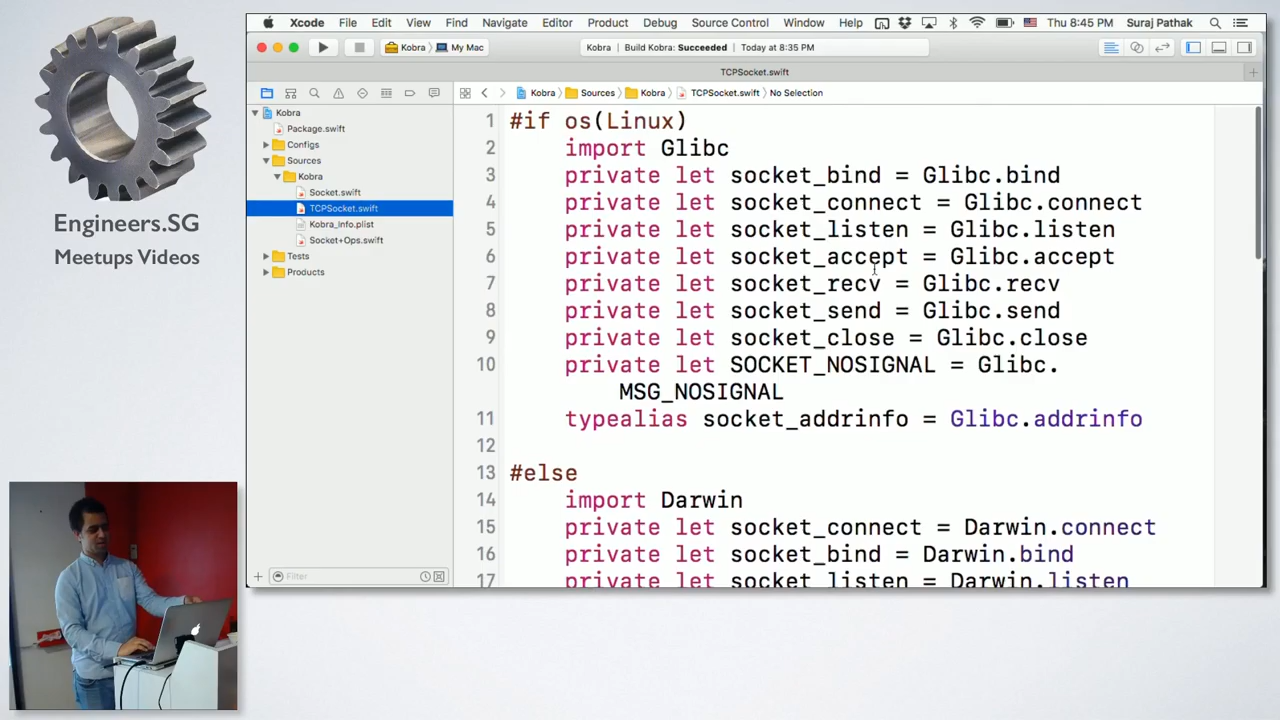 Engineers.SG
Meetups Videos
Xcode File Edit View Find Navigate Editor Product Debug Source Control Window Help Thu 8:45 PM Suraj Pathak
Kobra My Mac Kobra Build Kobra: Succeeded Today at 8:35 PM
TCPSocket.swift
Kobra Sources Kobra TCPSocket.swift No Selection
Kobra
Package.swift
Configs
Sources
Kobra
Socket.swift
TCPSocket.swift
Kobra_Info.plist
Socket+Ops.swift
Tests
Products
Filter
1 #if os(Linux)
2 import Glibc
3 private let socket_bind = Glibc.bind
4 private let socket_connect = Glibc.connect
5 private let socket_listen = Glibc.listen
6 private let socket_accept = Glibc.accept
7 private let socket_recv = Glibc.recv
8 private let socket_send = Glibc.send
9 private let socket_close = Glibc.close
10 private let SOCKET_NOSIGNAL = Glibc.
MSG_NOSIGNAL
11 typealias socket_addrinfo = Glibc.addrinfo
12
13 #else
14 import Darwin
15 private let socket_connect = Darwin.connect
16 private let socket_bind = Darwin.bind
17 private let socket_listen = Darwin.listen